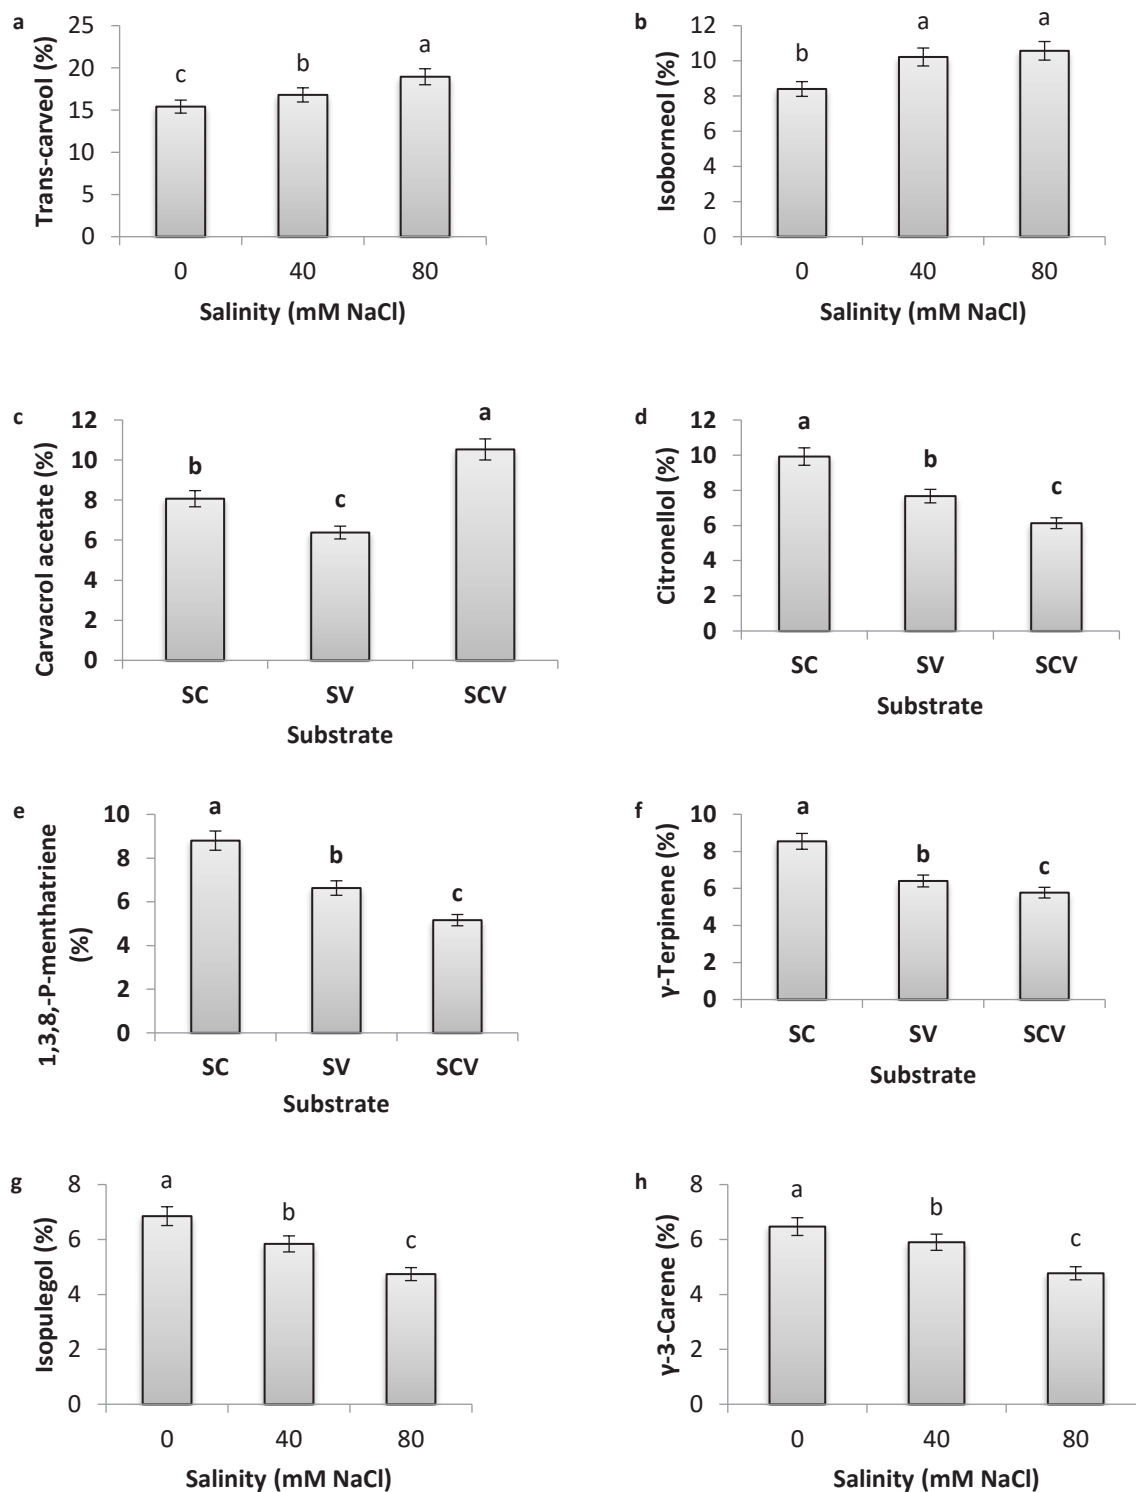 a
Trans-carveol (%)
25
20
15
10
5
0
c
b
a
0 40 80
Salinity (mM NaCl)
b
Isoborneol (%)
12
10
8
6
4
2
0
b
a
a
0 40 80
Salinity (mM NaCl)
c
Carvacrol acetate (%)
12
10
8
6
4
2
0
b
c
a
SC SV SCV
Substrate
d
Citronellol (%)
12
10
8
6
4
2
0
a
b
c
SC SV SCV
Substrate
e
1,3,8,-P-menthatriene
(%)
10
8
6
4
2
0
a
b
c
SC SV SCV
Substrate
f
γ-Terpinene (%)
10
8
6
4
2
0
a
b
c
SC SV SCV
Substrate
g
Isopulegol (%)
8
6
4
2
0
a
b
c
0 40 80
Salinity (mM NaCl)
h
γ-3-Carene (%)
8
6
4
2
0
a
b
c
0 40 80
Salinity (mM NaCl)